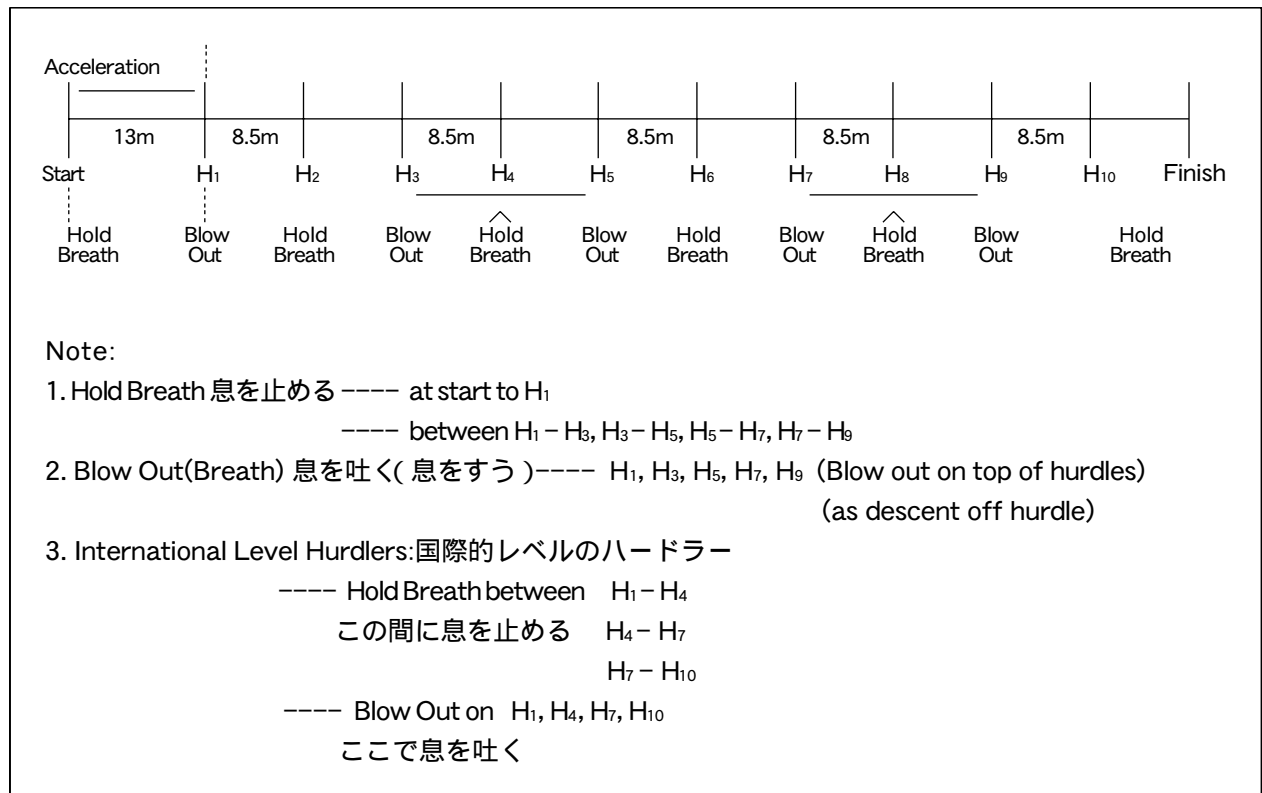 Acceleration
13m 8.5m 8.5m 8.5m 8.5m 8.5m
Start H₁ H₂ H₃ H₄ H₅ H₆ H₇ H₈ H₉ H₁₀ Finish
Hold Blow Hold Blow Hold Blow Hold Blow Hold Blow Hold
Breath Out Breath Out Breath Out Breath Out Breath Out Breath
Note:
1. Hold Breath 息を止める ---- at start to H₁
---- between H₁ – H₃, H₃ – H₅, H₅ – H₇, H₇ – H₉
2. Blow Out(Breath) 息を吐く( 息をすう )---- H₁, H₃, H₅, H₇, H₉ (Blow out on top of hurdles)
(as descent off hurdle)
3. International Level Hurdlers:国際的レベルのハードラー
---- Hold Breath between H₁ – H₄
この間に息を止める H₄ – H₇
H₇ – H₁₀
---- Blow Out on H₁, H₄, H₇, H₁₀
ここで息を吐く